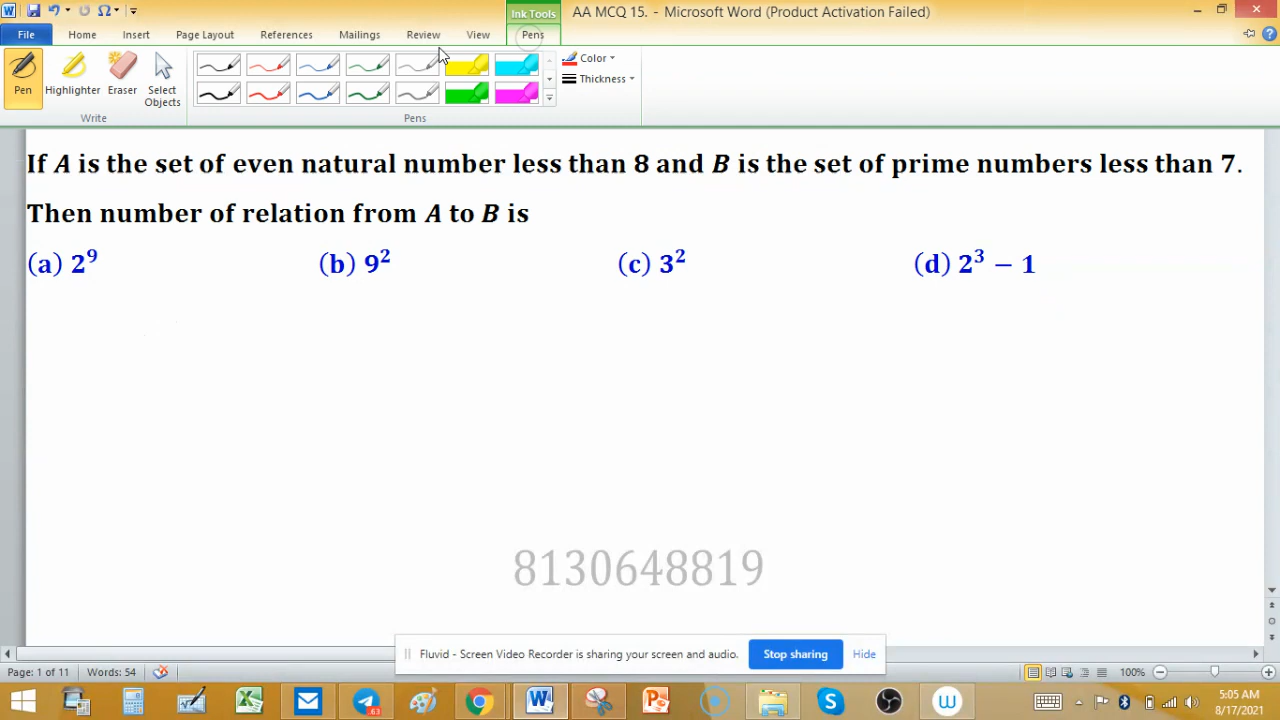 Ink Tools
AA MCQ 15. - Microsoft Word (Product Activation Failed)
File Home Insert Page Layout References Mailings Review View Pens
Pen Highlighter Eraser Select Objects
Color
Thickness
Write Pens
If A is the set of even natural number less than 8 and B is the set of prime numbers less than 7.
Then number of relation from A to B is
(a) 2⁹ (b) 9² (c) 3² (d) 2³ − 1
8130648819
Fluvid - Screen Video Recorder is sharing your screen and audio. Stop sharing Hide
Page: 1 of 11 Words: 54 100%
5:05 AM
8/17/2021